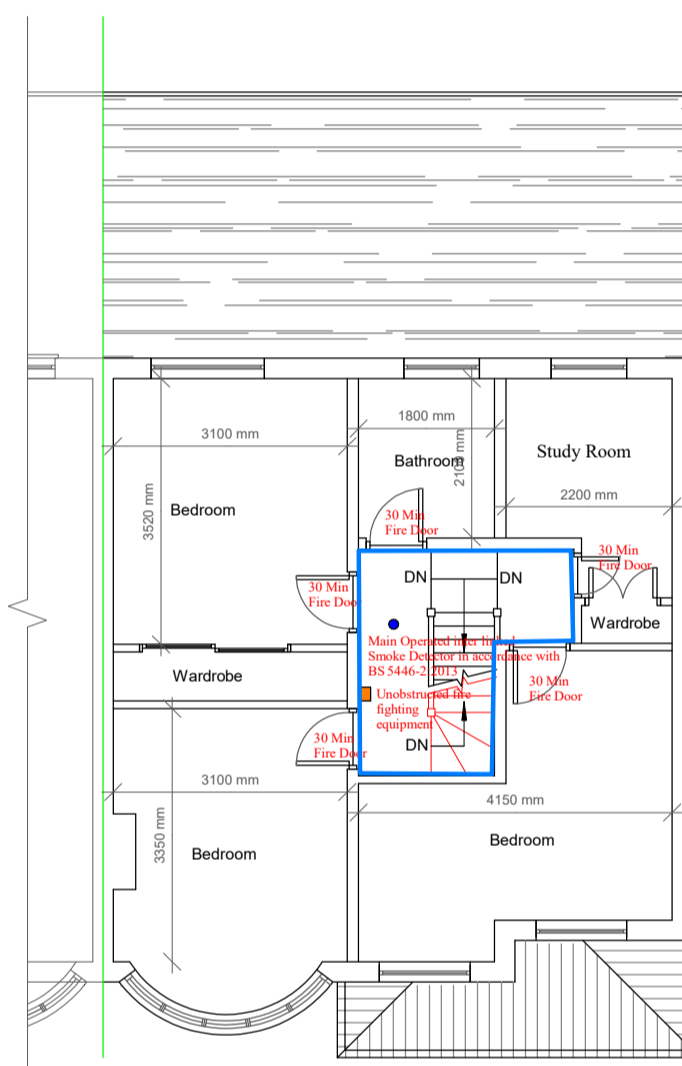 1800 mm
3100 mm
2100 mm
Study Room
Bathroom
2200 mm
3520 mm
Bedroom
30 Min
Fire Door
30 Min
Fire Door
DN
DN
30 Min
Fire Door
Wardrobe
Main Operated inter linked
Smoke Detector in accordance with
BS 5446-2:2013
Wardrobe
Unobstructed fire
fighting
equipment
30 Min
Fire Door
30 Min
Fire Door
DN
3100 mm
4150 mm
3350 mm
Bedroom
Bedroom